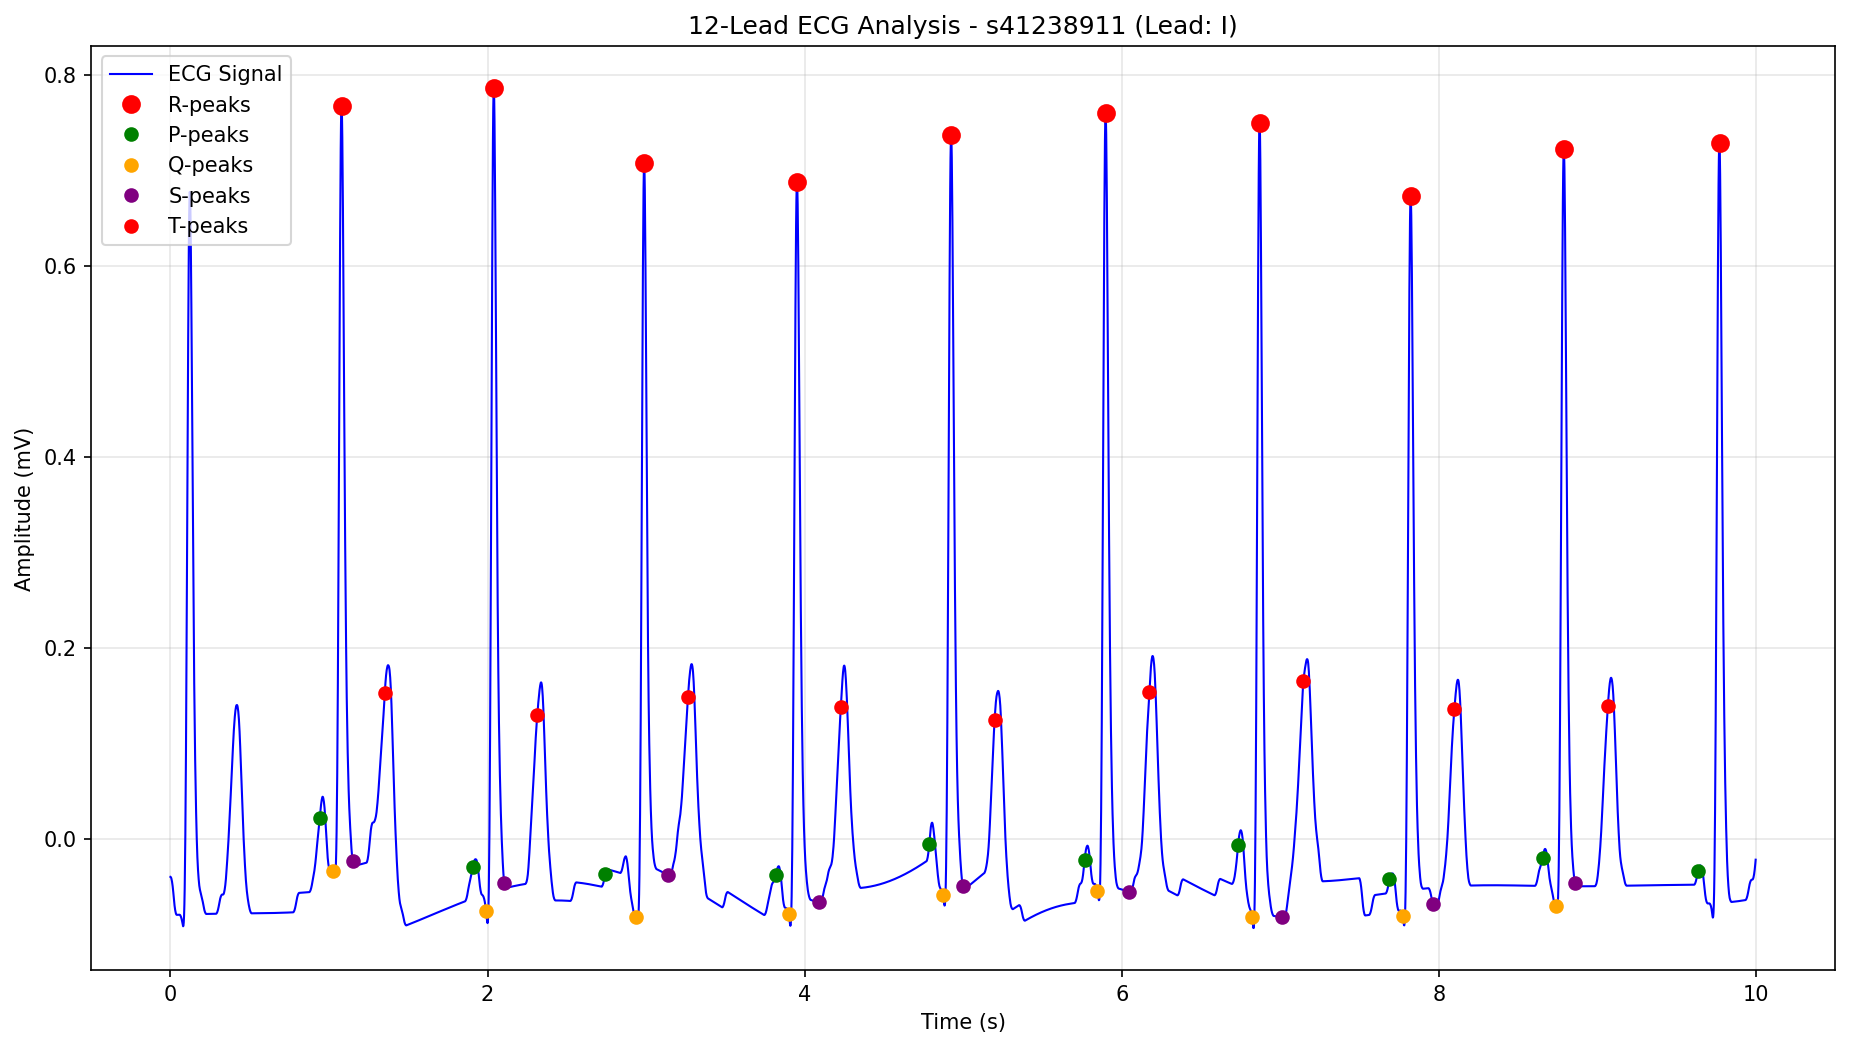 12-Lead ECG Analysis - s41238911 (Lead: I)
ECG Signal
R-peaks
P-peaks
Q-peaks
S-peaks
T-peaks
0.8
0.6
0.4
0.2
0.0
Amplitude (mV)
0 2 4 6 8 10
Time (s)